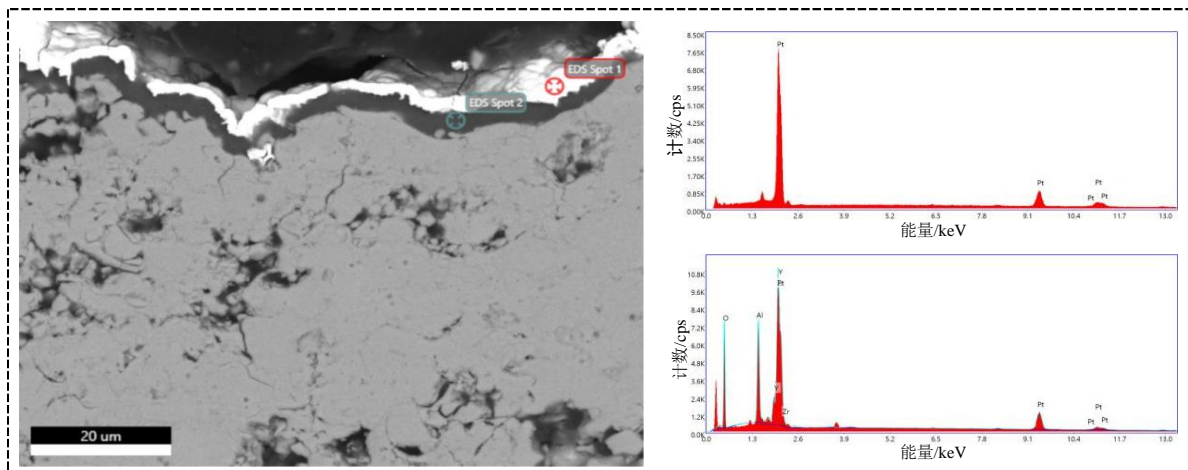 EDS Spot 1
EDS Spot 2
20 um
8.50K
7.65K
6.80K
5.95K
5.10K
4.25K
3.40K
2.55K
1.70K
0.85K
0.00K
计数/cps
Pt
Pt
Pt
Pt
Pt
0.0 1.3 2.6 3.9 5.2 6.5 7.8 9.1 10.4 11.7 13.0
能量/keV
10.8K
9.6K
8.4K
7.2K
6.0K
4.8K
3.6K
2.4K
1.2K
0.0K
计数/cps
Y
Pt
O
Al
Y
Zr
Pt
Pt
Pt
Pt
0.0 1.3 2.6 3.9 5.2 6.5 7.8 9.1 10.4 11.7 13.0
能量/keV